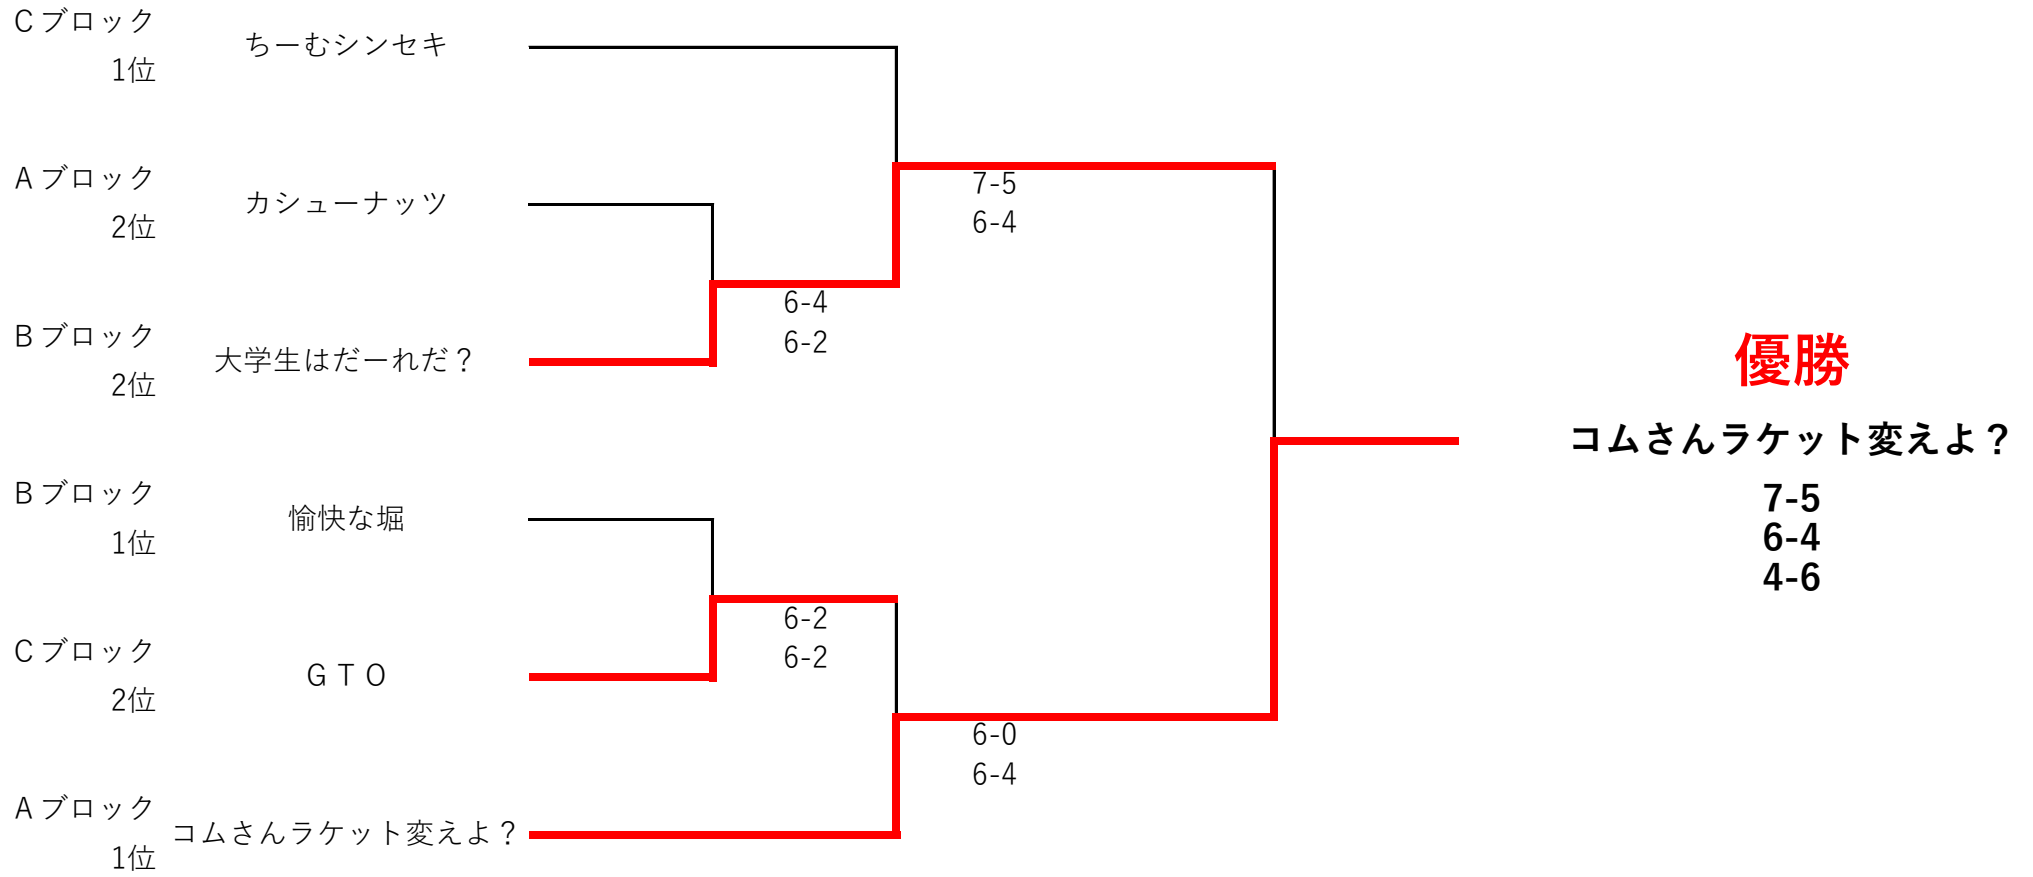 Cブロック
1位
ちーむシンセキ
Aブロック
2位
カシューナッツ
7-5
6-4
Bブロック
2位
大学生はだーれだ？
6-4
6-2
優勝
コムさんラケット変えよ？
7-5
6-4
4-6
Bブロック
1位
愉快な堀
Cブロック
2位
ＧＴＯ
6-2
6-2
Aブロック
1位
コムさんラケット変えよ？
6-0
6-4